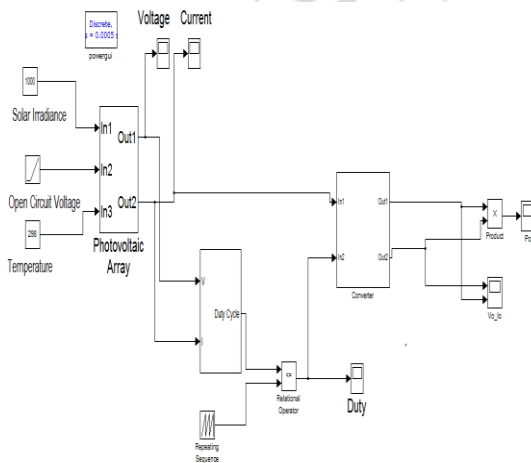 Voltage Current
Discrete,
s = 0.0005 s
powergui
1000
Solar Irradiance
In1
Out1
In2
Open Circuit Voltage
Out2
In3
298
Temperature
Photovoltaic
Array
In1
Out1
In2
Out2
Converter
X
Product
Po
Vo_Io
V
Duty Cycle
I
<=
Relational
Operator
Duty
Repeating
Sequence